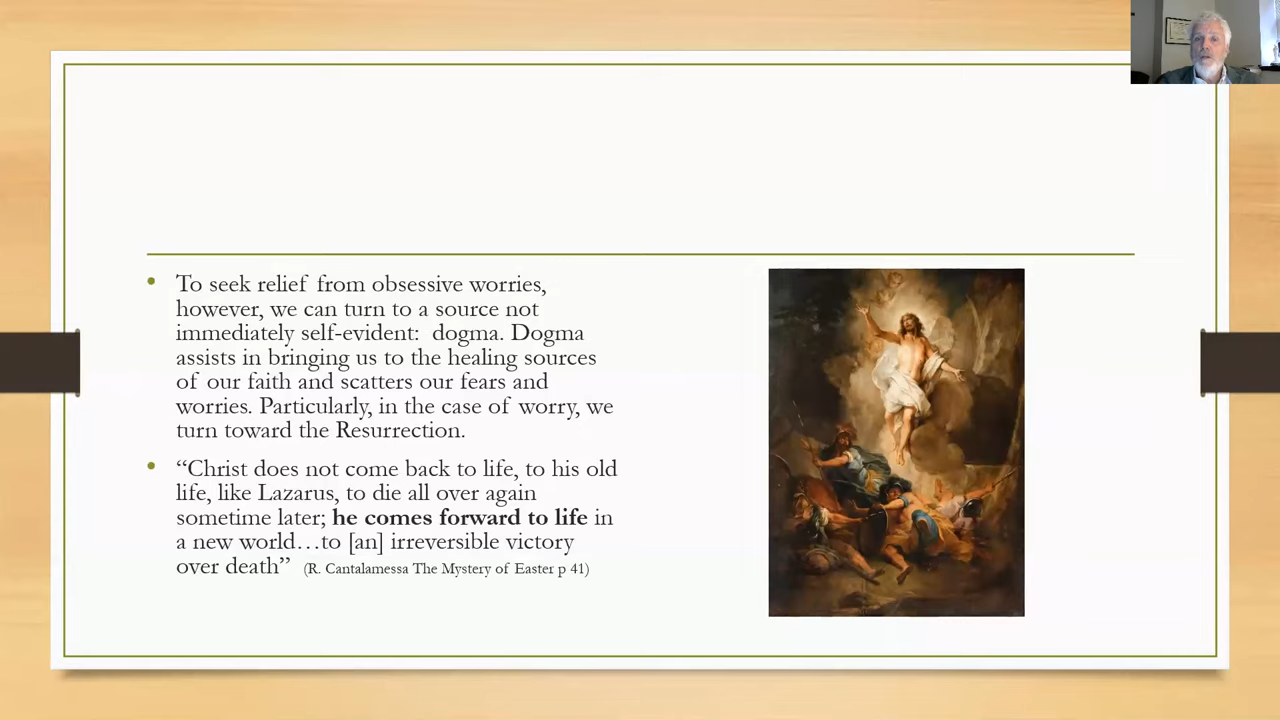 To seek relief from obsessive worries,
however, we can turn to a source not
immediately self-evident:  dogma. Dogma
assists in bringing us to the healing sources
of our faith and scatters our fears and
worries. Particularly, in the case of worry, we
turn toward the Resurrection.
“Christ does not come back to life, to his old
life, like Lazarus, to die all over again
sometime later; he comes forward to life in
a new world…to [an] irreversible victory
over death”  (R. Cantalamessa The Mystery of Easter p 41)